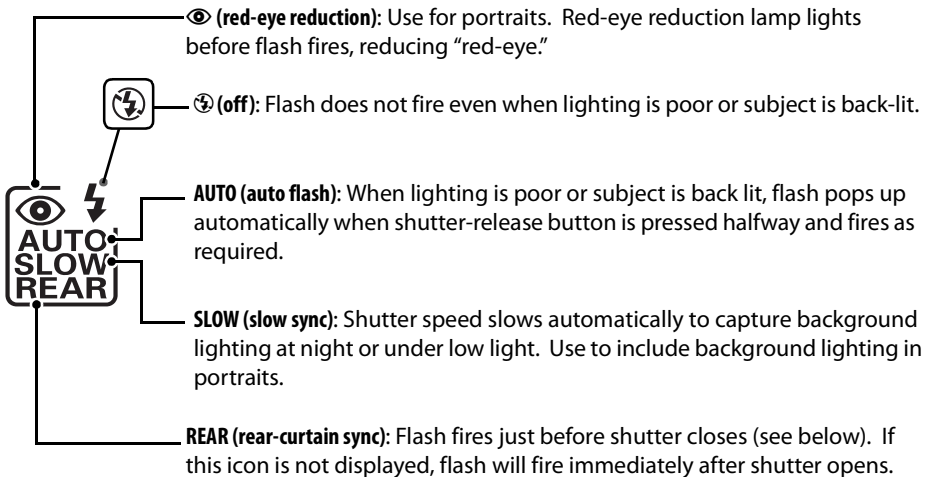 (red-eye reduction): Use for portraits. Red-eye reduction lamp lights
before flash fires, reducing “red-eye.”
(off): Flash does not fire even when lighting is poor or subject is back-lit.
AUTO (auto flash): When lighting is poor or subject is back lit, flash pops up
automatically when shutter-release button is pressed halfway and fires as
required.
AUTO
SLOW
REAR
SLOW (slow sync): Shutter speed slows automatically to capture background
lighting at night or under low light. Use to include background lighting in
portraits.
REAR (rear-curtain sync): Flash fires just before shutter closes (see below). If
this icon is not displayed, flash will fire immediately after shutter opens.